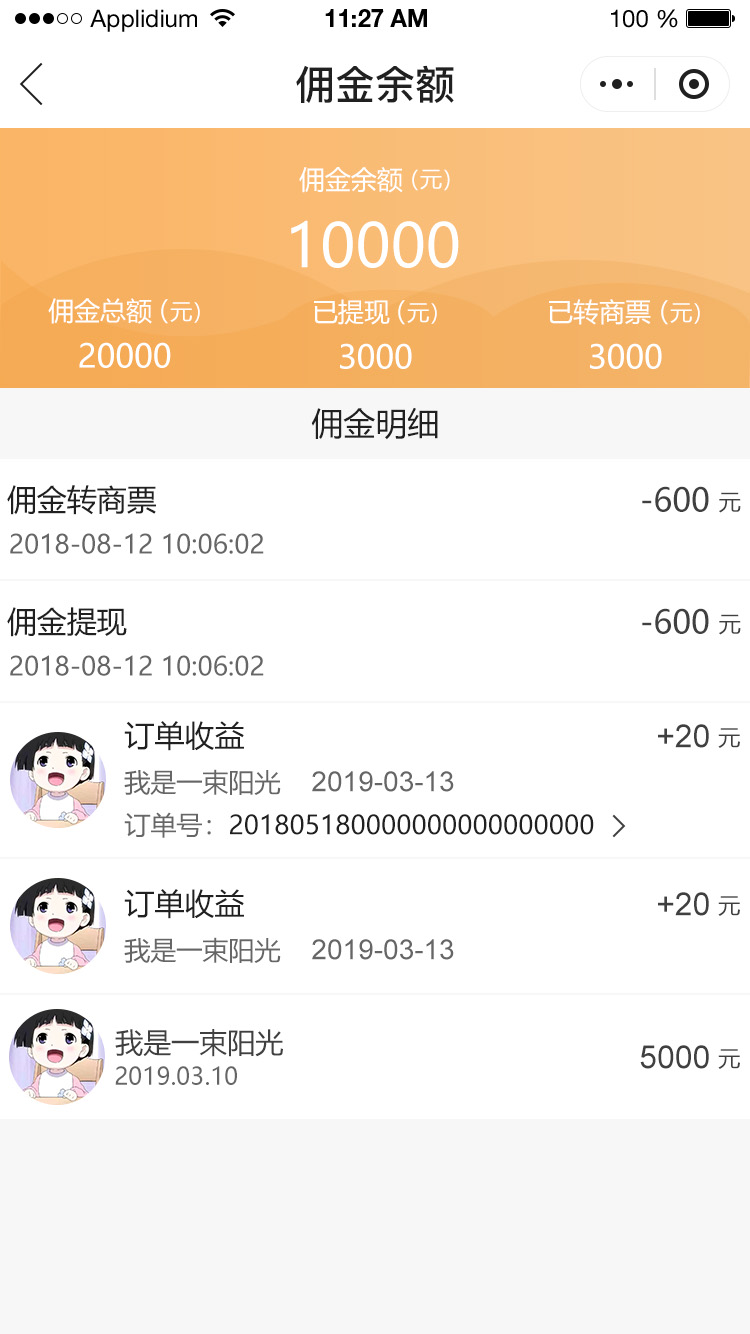 Applidium 11:27 AM 100 %
佣金余额
佣金余额 (元)
10000
佣金总额 (元) 已提现 (元) 已转商票 (元)
20000 3000 3000
佣金明细
佣金转商票 -600 元
2018-08-12 10:06:02
佣金提现 -600 元
2018-08-12 10:06:02
订单收益 +20 元
我是一束阳光 2019-03-13
订单号：201805180000000000000000
订单收益 +20 元
我是一束阳光 2019-03-13
我是一束阳光 5000 元
2019.03.10